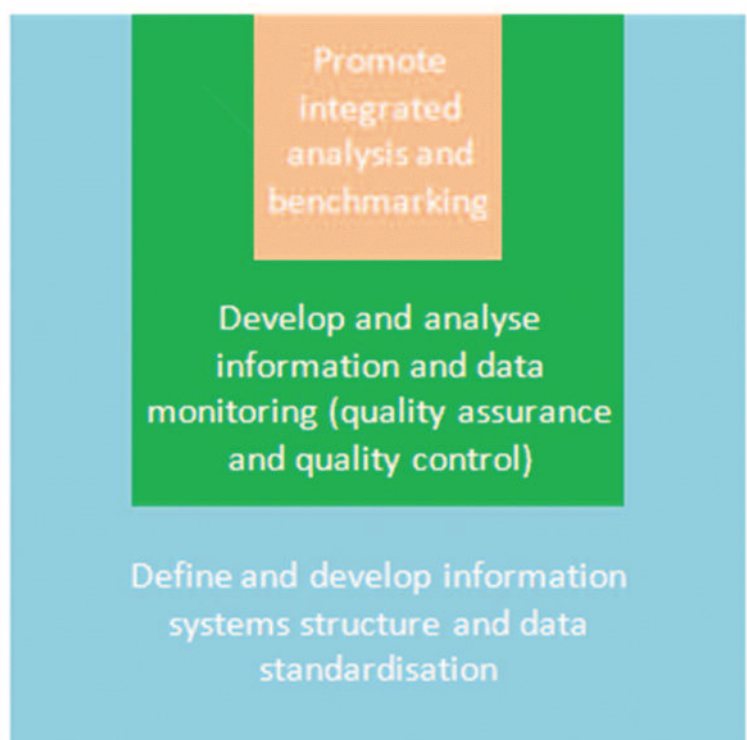 Promote
integrated
analysis and
benchmarking
Develop and analyse
information and data
monitoring (quality assurance
and quality control)
Define and develop information
systems structure and data
standardisation